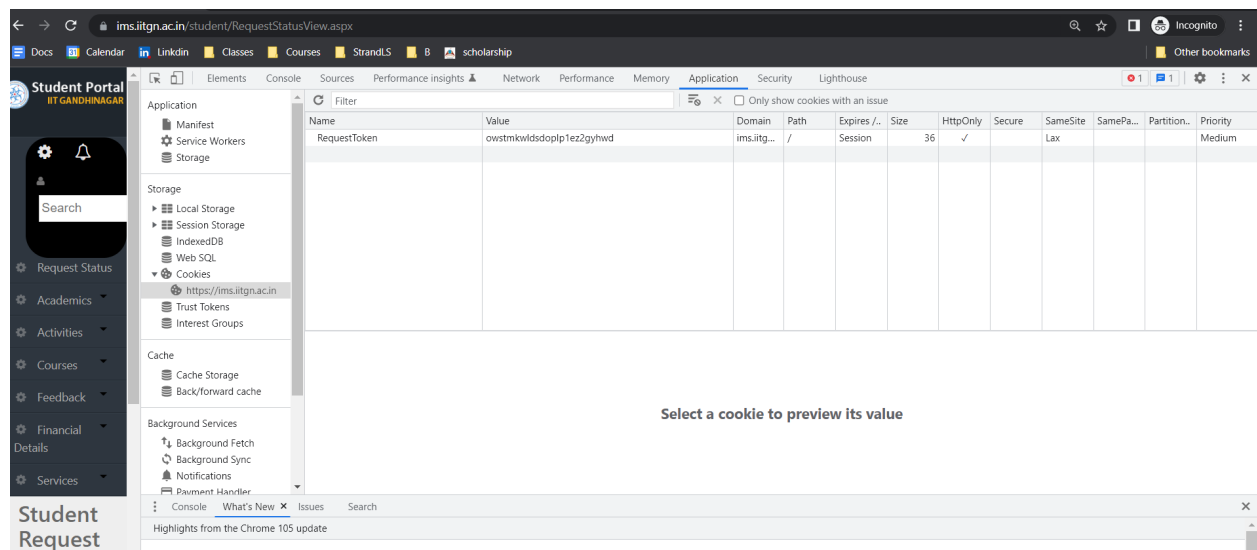 ims.iitgn.ac.in/student/RequestStatusView.aspx
Incognito
Docs
31 Calendar
in Linkdin
Classes
Courses
StrandLS
B
scholarship
Other bookmarks
Student Portal
IIT GANDHINAGAR
Search
Request Status
Academics
Activities
Courses
Feedback
Financial
Details
Services
Student
Request
Elements Console Sources Performance insights Network Performance Memory Application Security Lighthouse
1 1
Application
Manifest
Service Workers
Storage
Storage
Local Storage
Session Storage
IndexedDB
Web SQL
Cookies
https://ims.iitgn.ac.in
Trust Tokens
Interest Groups
Cache
Cache Storage
Back/forward cache
Background Services
Background Fetch
Background Sync
Notifications
Payment Handler
Filter
Only show cookies with an issue
Name Value Domain Path Expires /... Size HttpOnly Secure SameSite SamePa... Partition... Priority
RequestToken owstmkwldsdoplp1ez2gyhwd ims.iitg... / Session 36 ✓ Lax Medium
Select a cookie to preview its value
Console What's New Issues Search
Highlights from the Chrome 105 update